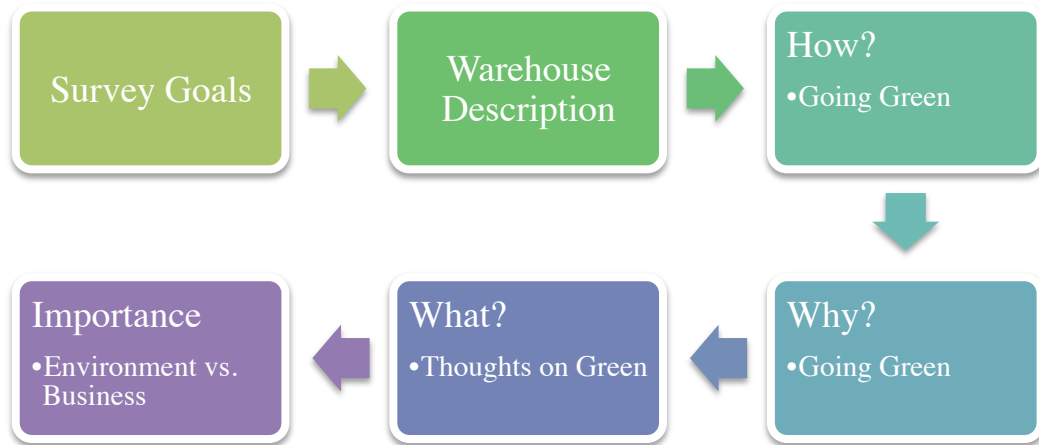 Survey Goals
Warehouse
Description
How?
•Going Green
Why?
•Going Green
What?
•Thoughts on Green
Importance
•Environment vs.
Business